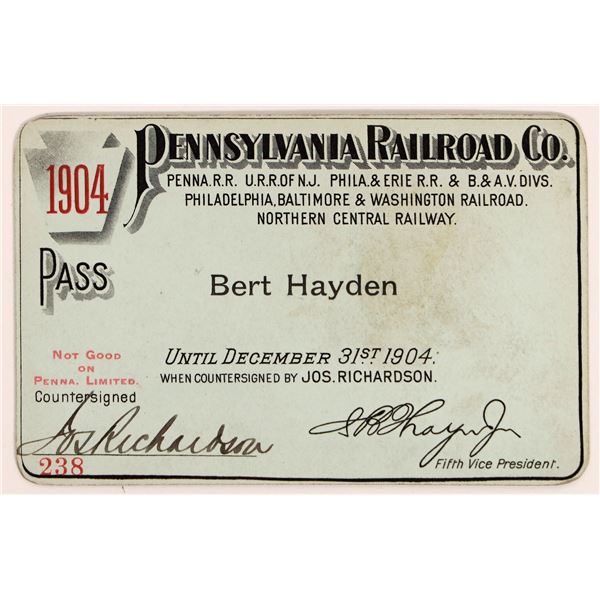 1904
PENNSYLVANIA RAILROAD CO.
PENNA.R.R. U.R.R.OF N.J. PHILA.& ERIE R.R. & B.& A.V. DIVS.
PHILADELPHIA, BALTIMORE & WASHINGTON RAILROAD.
NORTHERN CENTRAL RAILWAY.
PASS
Bert Hayden
NOT GOOD
ON
PENNA. LIMITED.
UNTIL DECEMBER 31ST. 1904.
WHEN COUNTERSIGNED BY JOS. RICHARDSON.
Countersigned
Jos Richardson
238
Fifth Vice President.